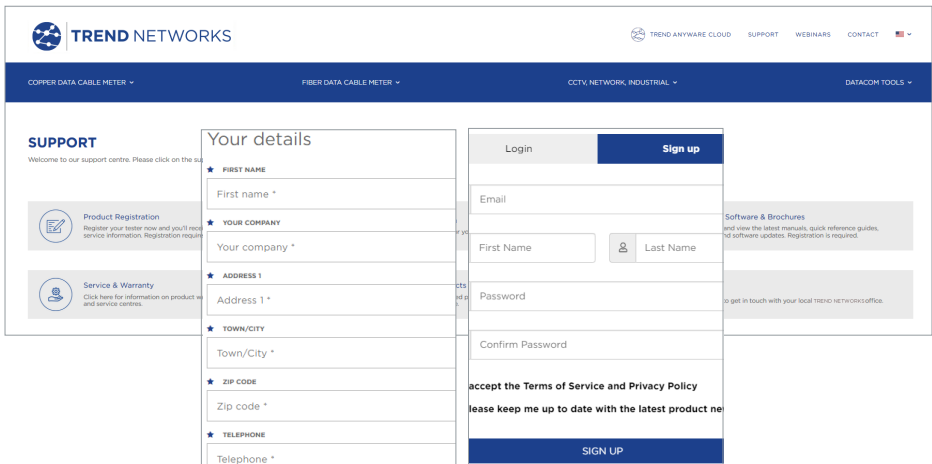 TREND NETWORKS
TREND ANYWARE CLOUD SUPPORT WEBINARS CONTACT
COPPER DATA CABLE METER FIBER DATA CABLE METER CCTV, NETWORK, INDUSTRIAL DATACOM TOOLS
SUPPORT
Welcome to our support centre. Please click on the
Product Registration
Register your tester now and you'll
service information. Registration
Service & Warranty
Click here for information on product
and service centres.
Your details
FIRST NAME
First name *
YOUR COMPANY
Your company *
ADDRESS 1
Address 1 *
TOWN/CITY
Town/City *
ZIP CODE
Zip code *
TELEPHONE
Telephone *
Login Sign up
Email
First Name Last Name
Password
Confirm Password
accept the Terms of Service and Privacy Policy
lease keep me up to date with the latest product
SIGN UP
Software & Brochures
and view the latest manuals, quick reference guides,
software updates. Registration is required.
to get in touch with your local TREND NETWORKS office.